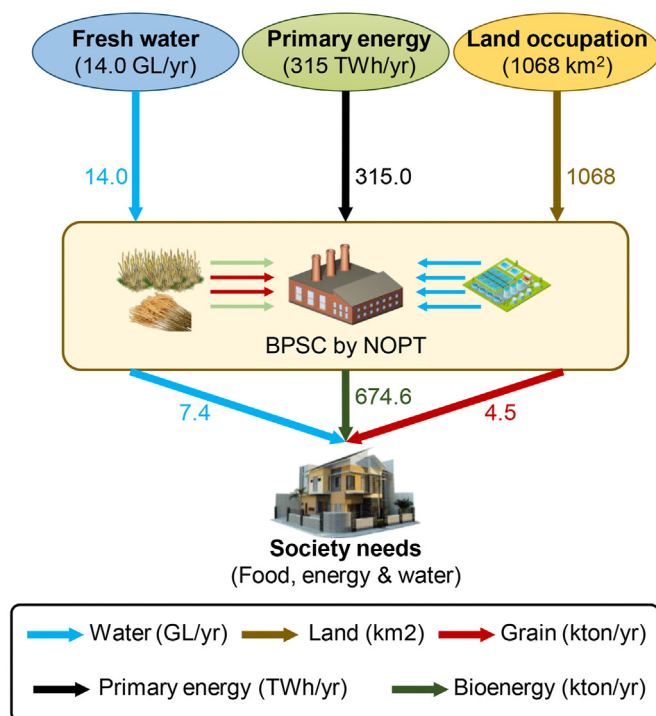 Fresh water
(14.0 GL/yr)
Primary energy
(315 TWh/yr)
Land occupation
(1068 km²)
14.0
315.0
1068
BPSC by NOPT
7.4
674.6
4.5
Society needs
(Food, energy & water)
Water (GL/yr)
Land (km2)
Grain (kton/yr)
Primary energy (TWh/yr)
Bioenergy (kton/yr)